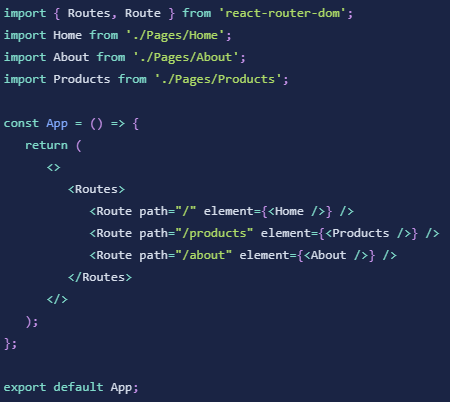 import { Routes, Route } from 'react-router-dom';
import Home from './Pages/Home';
import About from './Pages/About';
import Products from './Pages/Products';

const App = () => {
   return (
      <>
         <Routes>
            <Route path="/" element={<Home />} />
            <Route path="/products" element={<Products />} />
            <Route path="/about" element={<About />} />
         </Routes>
      </>
   );
};

export default App;